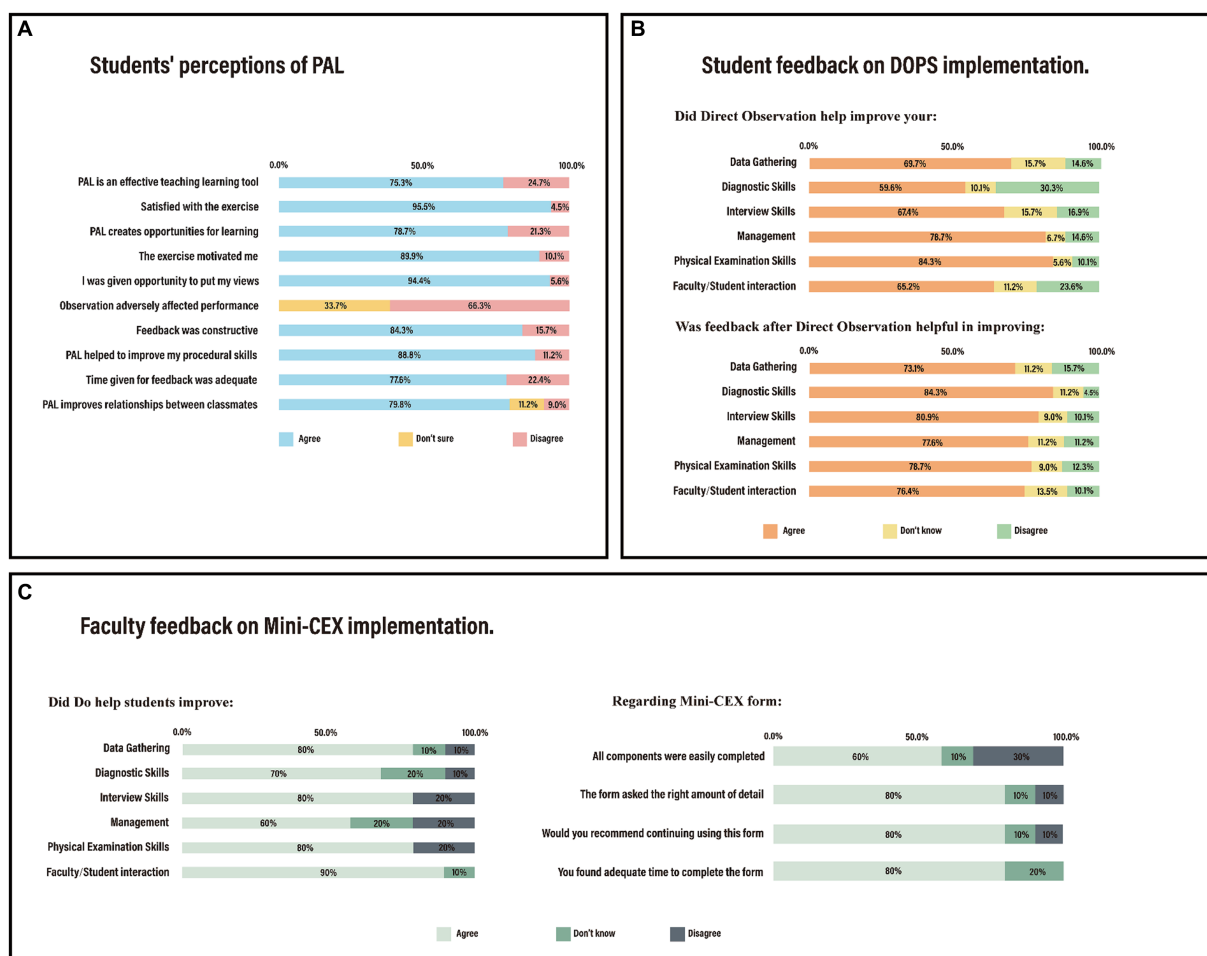 A
Students' perceptions of PAL
0.0% 50.0% 100.0%
PAL is an effective teaching learning tool 75.3% 24.7%
Satisfied with the exercise 95.5% 4.5%
PAL creates opportunities for learning 78.7% 21.3%
The exercise motivated me 89.9% 10.1%
I was given opportunity to put my views 94.4% 5.6%
Observation adversely affected performance 33.7% 66.3%
Feedback was constructive 84.3% 15.7%
PAL helped to improve my procedural skills 88.8% 11.2%
Time given for feedback was adequate 77.6% 22.4%
PAL improves relationships between classmates 79.8% 11.2% 9.0%
Agree Don't sure Disagree
B
Student feedback on DOPS implementation.
Did Direct Observation help improve your:
0.0% 50.0% 100.0%
Data Gathering 69.7% 15.7% 14.6%
Diagnostic Skills 59.6% 10.1% 30.3%
Interview Skills 67.4% 15.7% 16.9%
Management 78.7% 6.7% 14.6%
Physical Examination Skills 84.3% 5.6% 10.1%
Faculty/Student interaction 65.2% 11.2% 23.6%
Was feedback after Direct Observation helpful in improving:
0.0% 50.0% 100.0%
Data Gathering 73.1% 11.2% 15.7%
Diagnostic Skills 84.3% 11.2% 4.5%
Interview Skills 80.9% 9.0% 10.1%
Management 77.6% 11.2% 11.2%
Physical Examination Skills 78.7% 9.0% 12.3%
Faculty/Student interaction 76.4% 13.5% 10.1%
Agree Don't know Disagree
C
Faculty feedback on Mini-CEX implementation.
Did Do help students improve:
0.0% 50.0% 100.0%
Data Gathering 80% 10% 10%
Diagnostic Skills 70% 20% 10%
Interview Skills 80% 20%
Management 60% 20% 20%
Physical Examination Skills 80% 20%
Faculty/Student interaction 90% 10%
Regarding Mini-CEX form:
0.0% 50.0% 100.0%
All components were easily completed 60% 10% 30%
The form asked the right amount of detail 80% 10% 10%
Would you recommend continuing using this form 80% 10% 10%
You found adequate time to complete the form 80% 20%
Agree Don't know Disagree